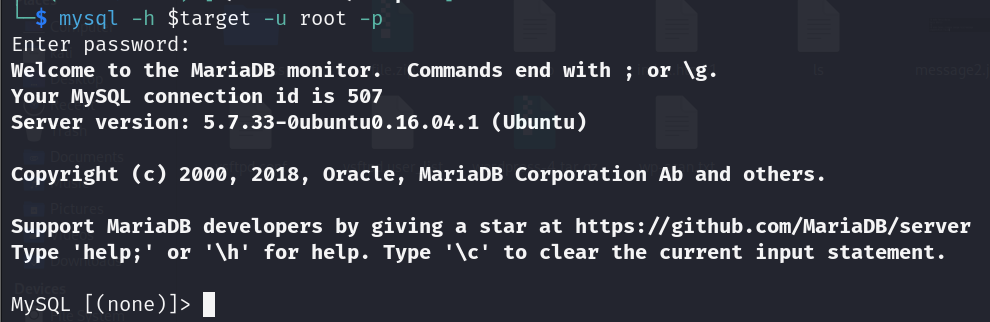 └─$ mysql -h $target -u root -p
Enter password:
Welcome to the MariaDB monitor.  Commands end with ; or \g.
Your MySQL connection id is 507
Server version: 5.7.33-0ubuntu0.16.04.1 (Ubuntu)
Copyright (c) 2000, 2018, Oracle, MariaDB Corporation Ab and others.
Support MariaDB developers by giving a star at https://github.com/MariaDB/server
Type 'help;' or '\h' for help. Type '\c' to clear the current input statement.
MySQL [(none)]>